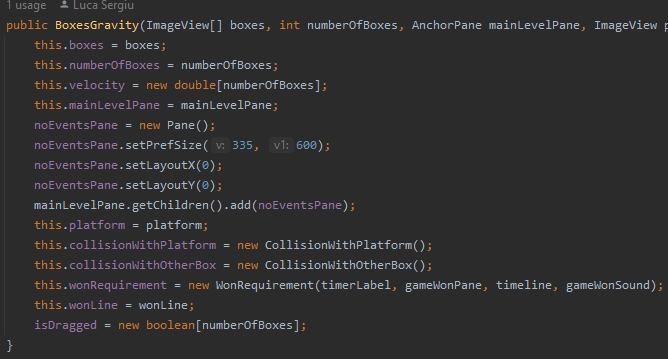 1 usage Luca Sergiu
public BoxesGravity(ImageView[] boxes, int numberOfBoxes, AnchorPane mainLevelPane, ImageView p
this.boxes = boxes;
this.numberOfBoxes = numberOfBoxes;
this.velocity = new double[numberOfBoxes];
this.mainLevelPane = mainLevelPane;
noEventsPane = new Pane();
noEventsPane.setPrefSize( v: 335, v1: 600);
noEventsPane.setLayoutX(0);
noEventsPane.setLayoutY(0);
mainLevelPane.getChildren().add(noEventsPane);
this.platform = platform;
this.collisionWithPlatform = new CollisionWithPlatform();
this.collisionWithOtherBox = new CollisionWithOtherBox();
this.wonRequirement = new WonRequirement(timerLabel, gameWonPane, timeline, gameWonSound);
this.wonLine = wonLine;
isDragged = new boolean[numberOfBoxes];
}